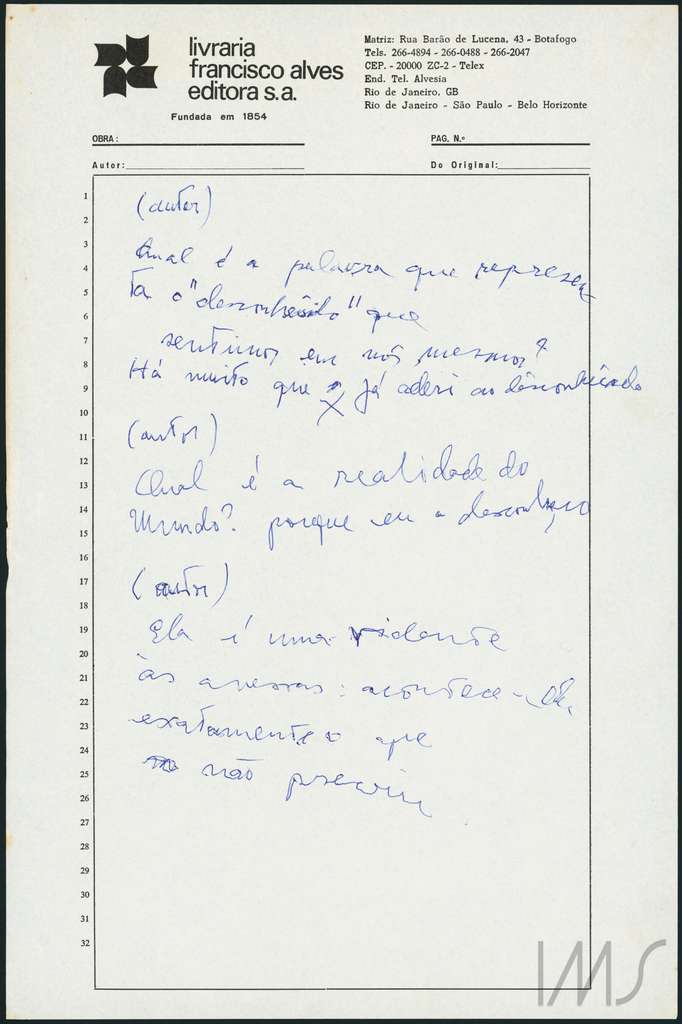 livraria
francisco alves
editora s.a.
Fundada em 1854
Matriz: Rua Barão de Lucena, 43 - Botafogo
Tels. 266-4894 - 266-0488 - 266-2047
CEP. - 20000 ZC-2 - Telex
End. Tel. Alvesia
Rio de Janeiro, GB
Rio de Janeiro - São Paulo - Belo Horizonte
OBRA:
PAG. N.º
Autor:
Do Original:
1
2
3
4
5
6
7
8
9
10
11
12
13
14
15
16
17
18
19
20
21
22
23
24
25
26
27
28
29
30
31
32
(autor)
Qual é a palavra que represen
ta o "desconhecido" que
sentimos em nós mesmos?
Há muito que já aderi ao desconhecido
(autor)
Qual é a realidade do
Mundo? porque eu a desconheço
(autor)
Ela é uma vidente
às avessas: acontece-lhe
exatamente o que
não previu
IMS